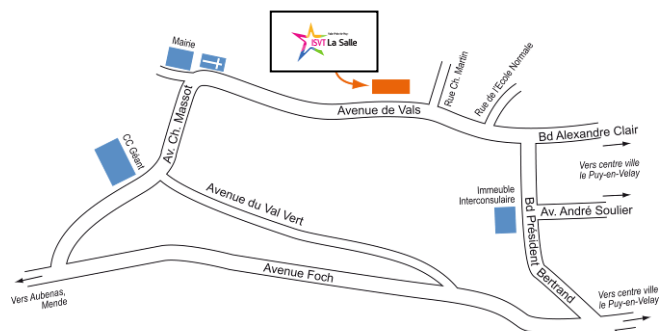 Mairie
ISVT La Salle
Rue Ch. Martin
Rue de l'Ecole Normale
Avenue de Vals
Av. Ch. Massot
Bd Alexandre Clair
CC Géant
Vers centre ville
le Puy-en-Velay
Avenue du Val Vert
Immeuble
Interconsulaire
Av. André Soulier
Bd Président
Bertrand
Avenue Foch
Vers Aubenas,
Mende
Vers centre ville
le Puy-en-Velay